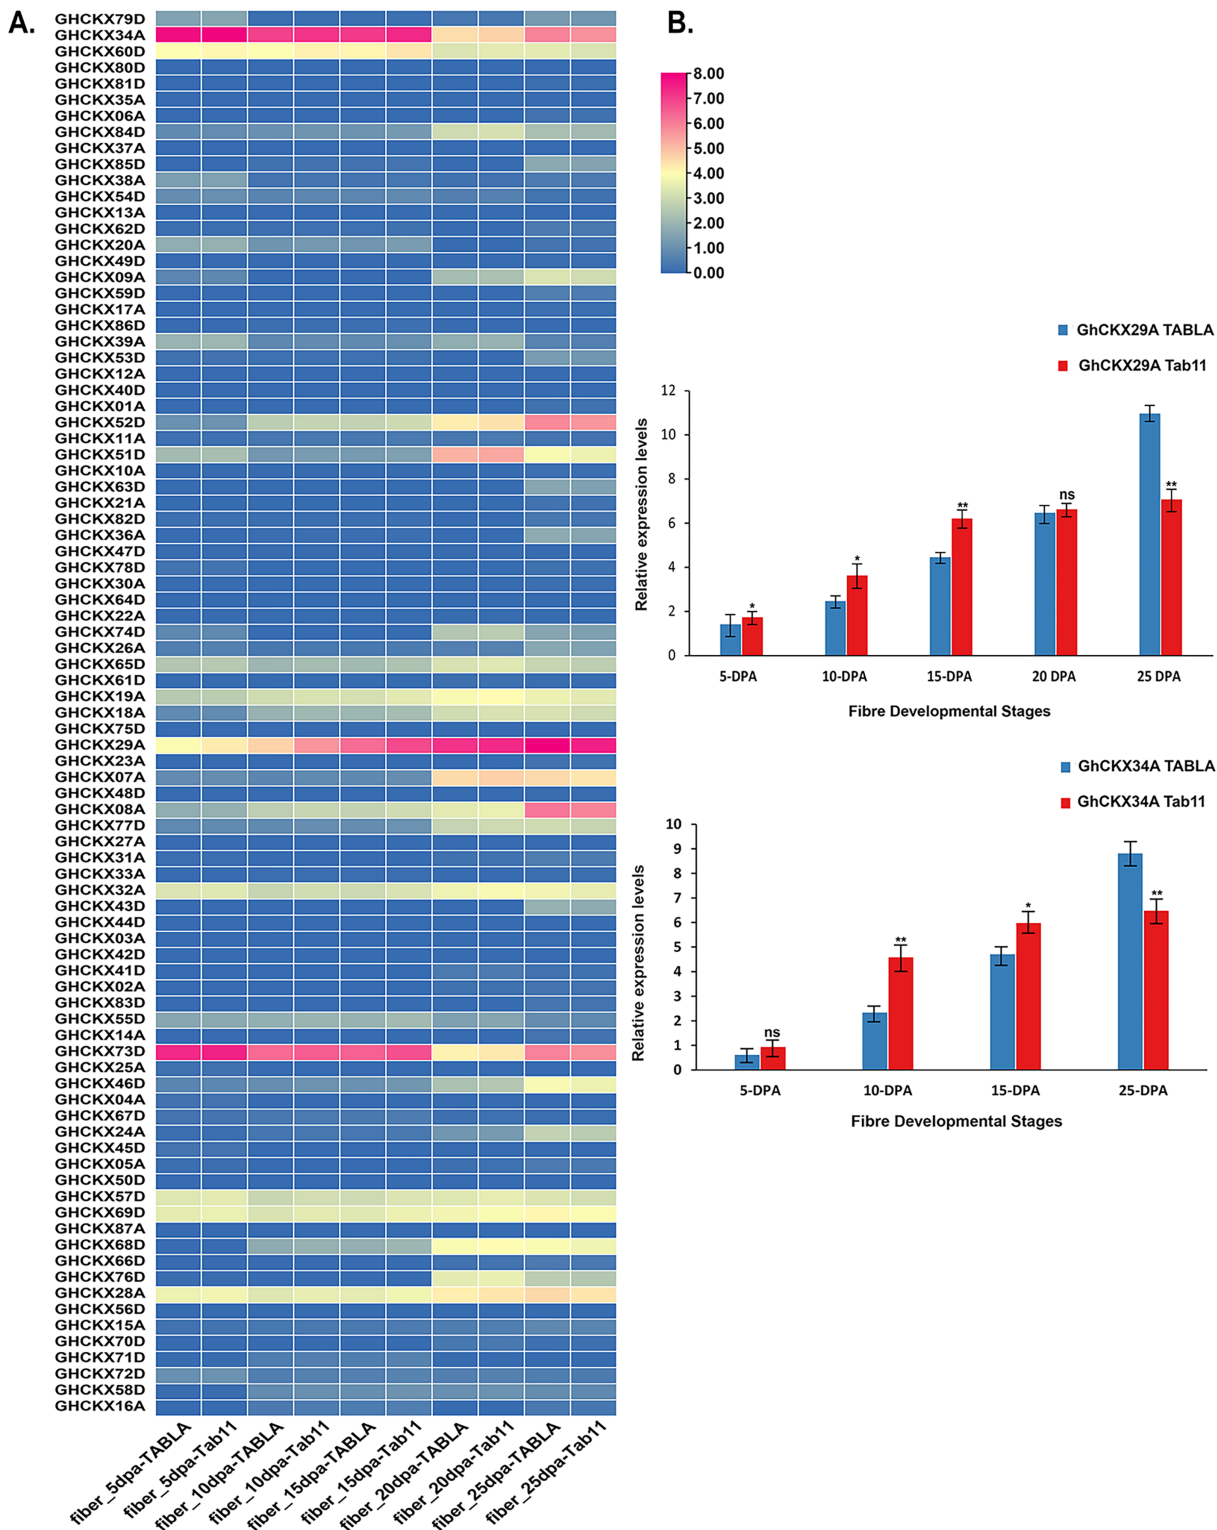 A.
GHCKX79D
GHCKX34A
GHCKX60D
GHCKX80D
GHCKX81D
GHCKX35A
GHCKX06A
GHCKX84D
GHCKX37A
GHCKX85D
GHCKX38A
GHCKX54D
GHCKX13A
GHCKX62D
GHCKX20A
GHCKX49D
GHCKX09A
GHCKX59D
GHCKX17A
GHCKX86D
GHCKX39A
GHCKX53D
GHCKX12A
GHCKX40D
GHCKX01A
GHCKX52D
GHCKX11A
GHCKX51D
GHCKX10A
GHCKX63D
GHCKX21A
GHCKX82D
GHCKX36A
GHCKX47D
GHCKX78D
GHCKX30A
GHCKX64D
GHCKX22A
GHCKX74D
GHCKX26A
GHCKX65D
GHCKX61D
GHCKX19A
GHCKX18A
GHCKX75D
GHCKX29A
GHCKX23A
GHCKX07A
GHCKX48D
GHCKX08A
GHCKX77D
GHCKX27A
GHCKX31A
GHCKX33A
GHCKX32A
GHCKX43D
GHCKX44D
GHCKX03A
GHCKX42D
GHCKX41D
GHCKX02A
GHCKX83D
GHCKX55D
GHCKX14A
GHCKX73D
GHCKX25A
GHCKX46D
GHCKX04A
GHCKX67D
GHCKX24A
GHCKX45D
GHCKX05A
GHCKX50D
GHCKX57D
GHCKX69D
GHCKX87A
GHCKX68D
GHCKX66D
GHCKX76D
GHCKX28A
GHCKX56D
GHCKX15A
GHCKX70D
GHCKX71D
GHCKX72D
GHCKX58D
GHCKX16A
fiber_5dpa-TABLA
fiber_5dpa-Tab11
fiber_10dpa-TABLA
fiber_10dpa-Tab11
fiber_15dpa-TABLA
fiber_15dpa-Tab11
fiber_20dpa-TABLA
fiber_20dpa-Tab11
fiber_25dpa-TABLA
fiber_25dpa-Tab11
B.
8.00
7.00
6.00
5.00
4.00
3.00
2.00
1.00
0.00
GhCKX29A TABLA
GhCKX29A Tab11
Relative expression levels
12
10
8
6
4
2
0
*
*
**
ns
**
5-DPA 10-DPA 15-DPA 20 DPA 25 DPA
Fibre Developmental Stages
GhCKX34A TABLA
GhCKX34A Tab11
Relative expression levels
10
9
8
7
6
5
4
3
2
1
0
ns
**
*
**
5-DPA 10-DPA 15-DPA 25-DPA
Fibre Developmental Stages